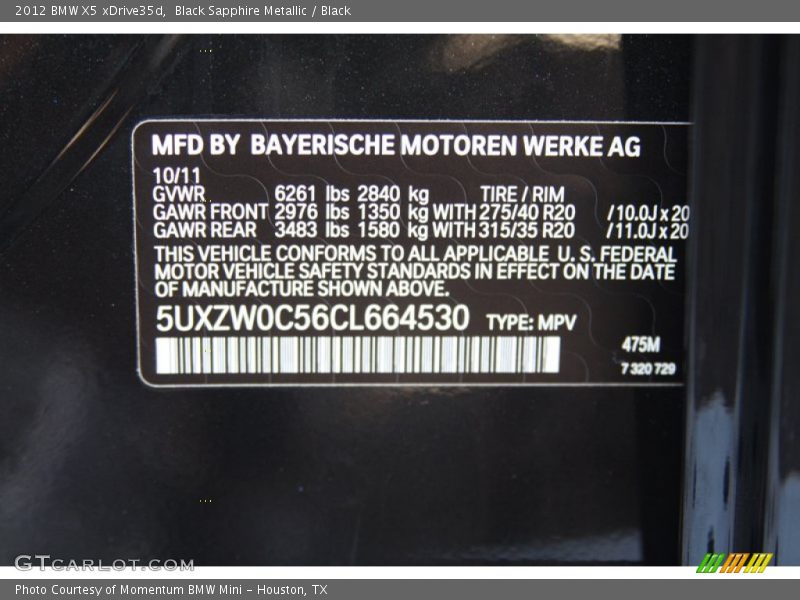 2012 BMW X5 xDrive35d, Black Sapphire Metallic / Black
MFD BY BAYERISCHE MOTOREN WERKE AG
10/11
GVWR 6261 lbs 2840 kg TIRE / RIM
GAWR FRONT 2976 lbs 1350 kg WITH 275/40 R20 /10.0J x 20
GAWR REAR 3483 lbs 1580 kg WITH 315/35 R20 /11.0J x 20
THIS VEHICLE CONFORMS TO ALL APPLICABLE U. S. FEDERAL
MOTOR VEHICLE SAFETY STANDARDS IN EFFECT ON THE DATE
OF MANUFACTURE SHOWN ABOVE.
5UXZW0C56CL664530 TYPE: MPV
475M
7 320 729
GTCARLOT.COM
Photo Courtesy of Momentum BMW Mini - Houston, TX